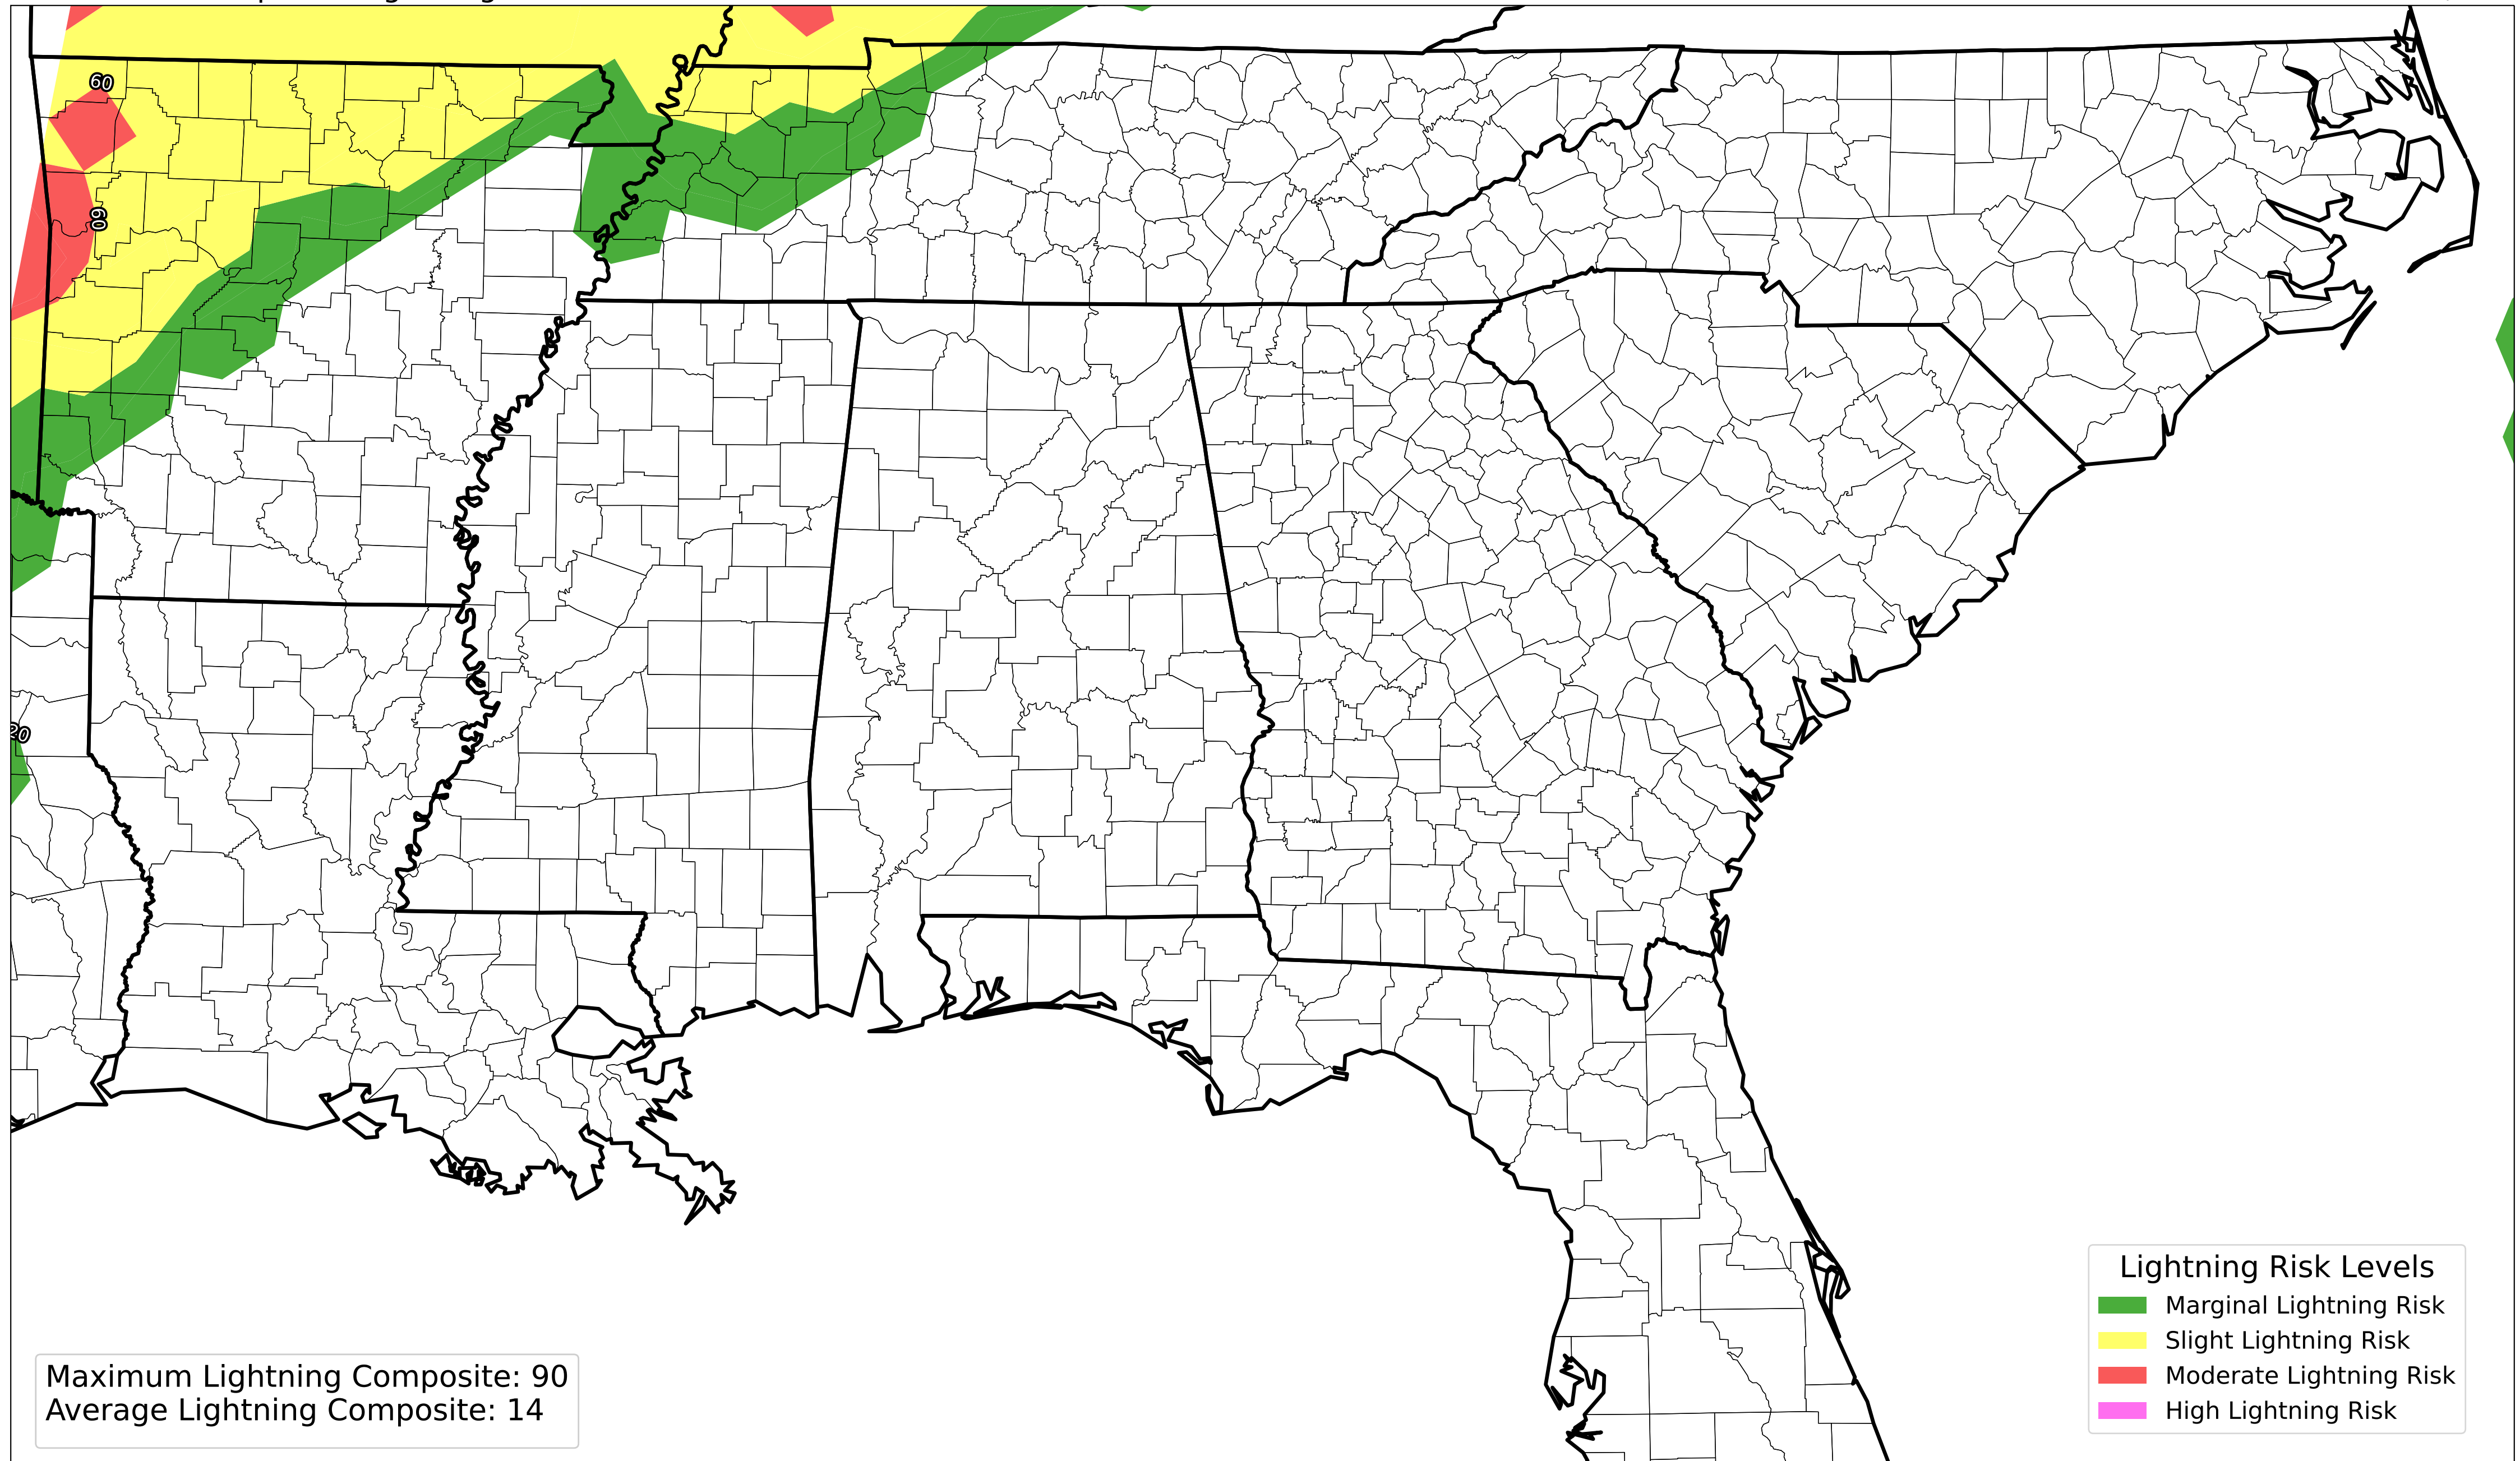 60
60
20
Lightning Risk Levels
Marginal Lightning Risk
Slight Lightning Risk
Moderate Lightning Risk
High Lightning Risk
Maximum Lightning Composite: 90
Average Lightning Composite: 14